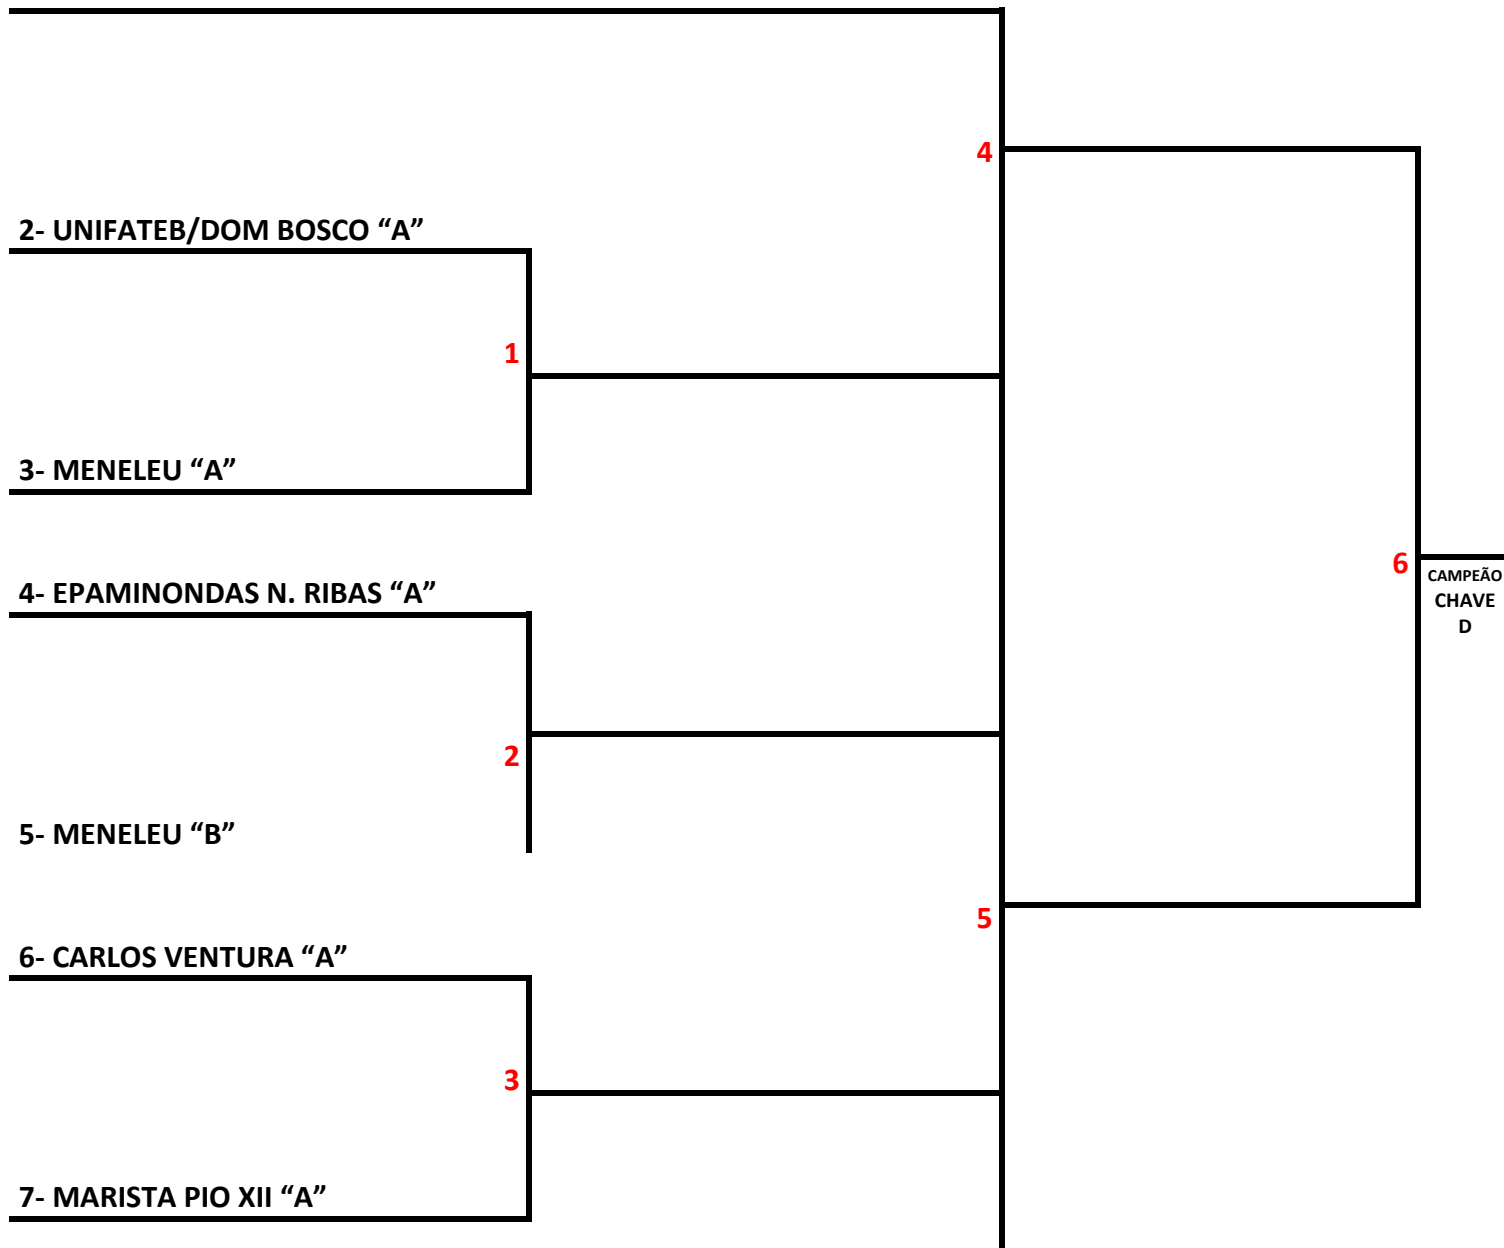 4
2- UNIFATEB/DOM BOSCO “A”
1
3- MENELEU “A”
6
CAMPEÃO
CHAVE
D
4- EPAMINONDAS N. RIBAS “A”
2
5- MENELEU “B”
5
6- CARLOS VENTURA “A”
3
7- MARISTA PIO XII “A”